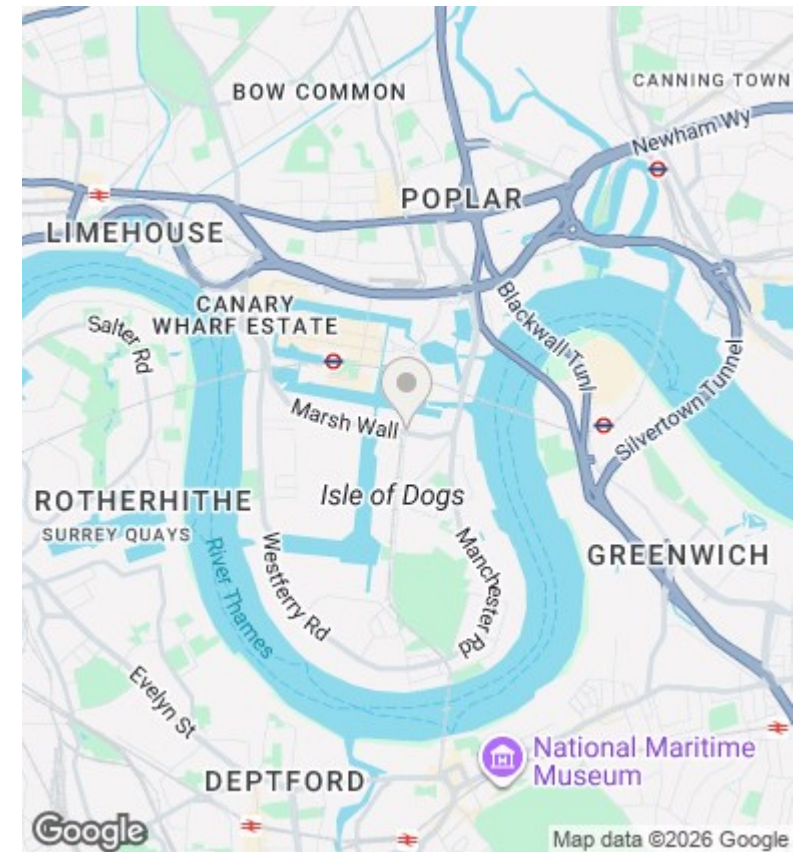 BOW COMMON
CANNING TOWN
Newham Wy
POPLAR
LIMEHOUSE
CANARY
WHARF ESTATE
Salter Rd
Blackwall Tunl
Marsh Wall
Silvertown Tunnel
Isle of Dogs
ROTHERHITHE
SURREY QUAYS
River Thames
Westferry Rd
Manchester Rd
GREENWICH
Evelyn St
National Maritime
Museum
DEPTFORD
Google
Map data ©2026 Google